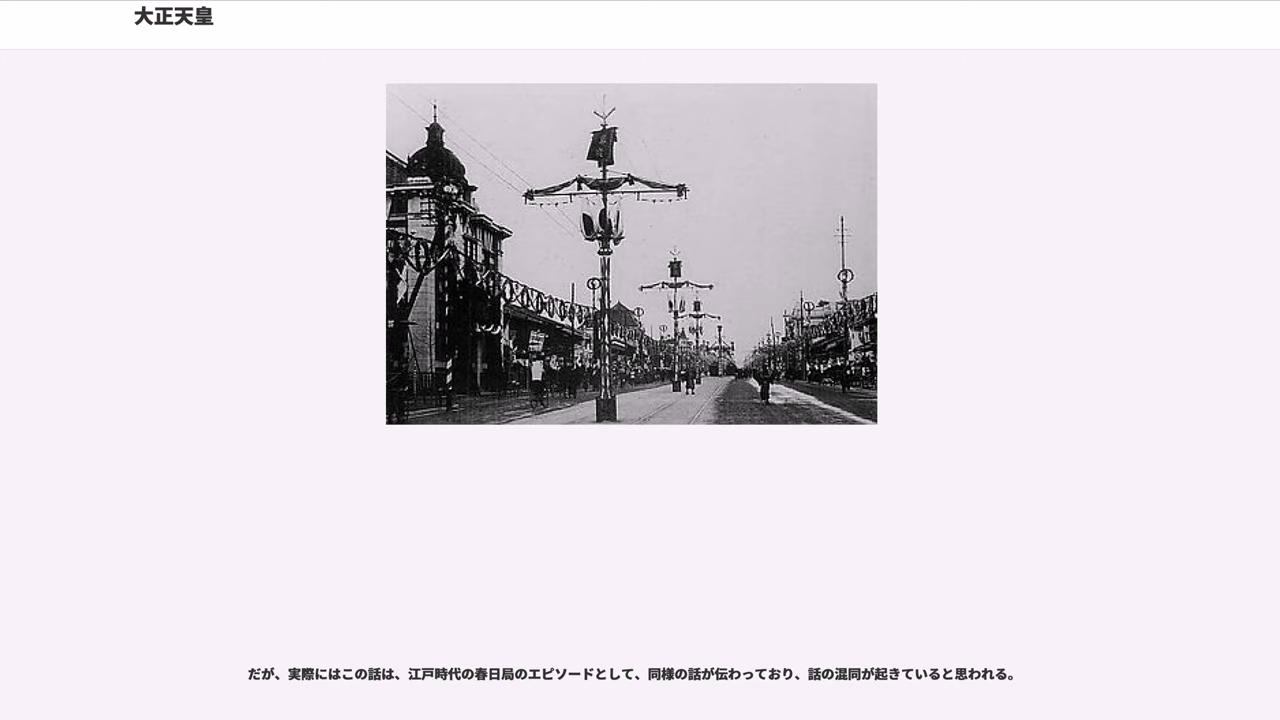 大正天皇
だが、実際にはこの話は、江戸時代の春日局のエピソードとして、同様の話が伝わっており、話の混同が起きていると思われる。